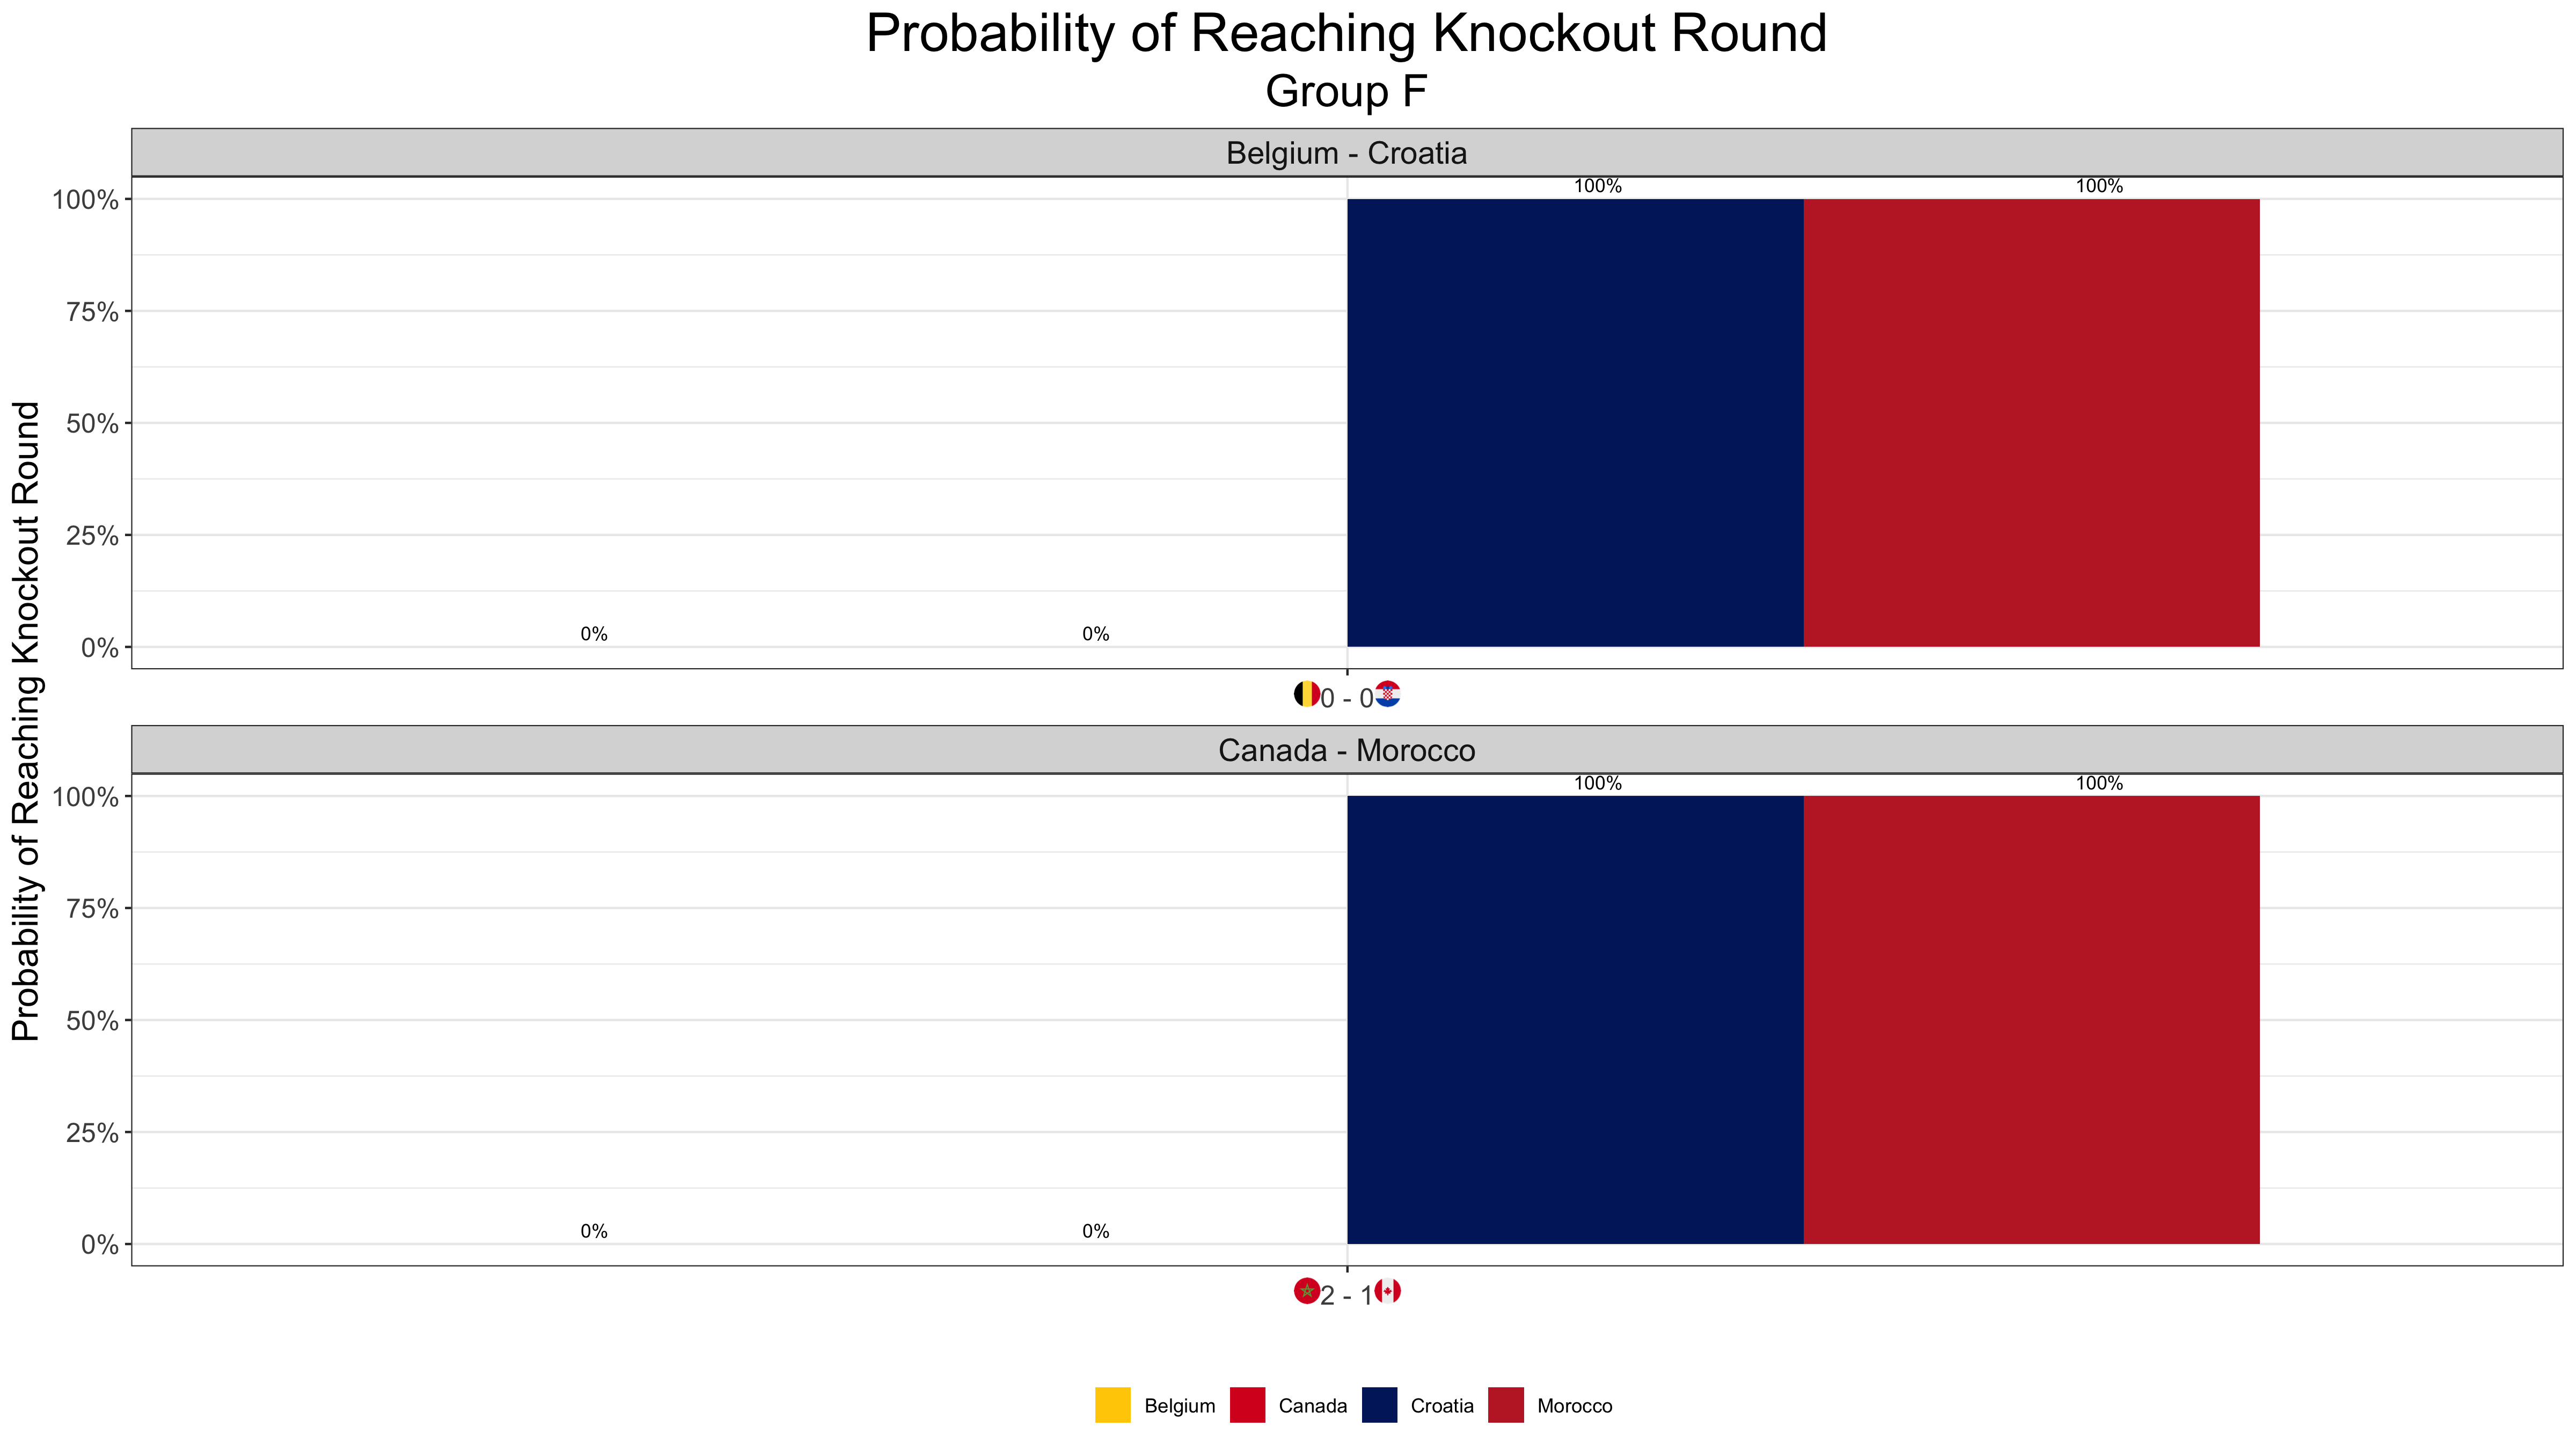 Probability of Reaching Knockout Round
Group F
Probability of Reaching Knockout Round
Belgium - Croatia
100%
75%
50%
25%
0%
0%
0%
100%
100%
0 - 0
Canada - Morocco
100%
75%
50%
25%
0%
0%
0%
100%
100%
2 - 1
Belgium Canada Croatia Morocco